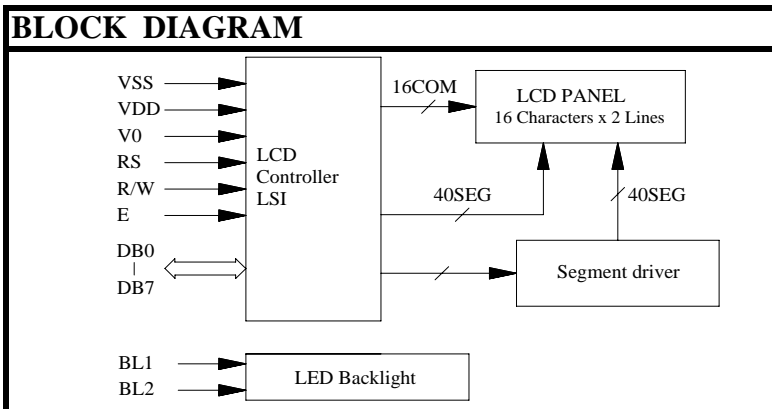 BLOCK DIAGRAM
VSS
VDD
V0
RS
R/W
E
DB0
DB7
LCD
Controller
LSI
16COM
LCD PANEL
16 Characters x 2 Lines
40SEG
40SEG
Segment driver
BL1
BL2
LED Backlight